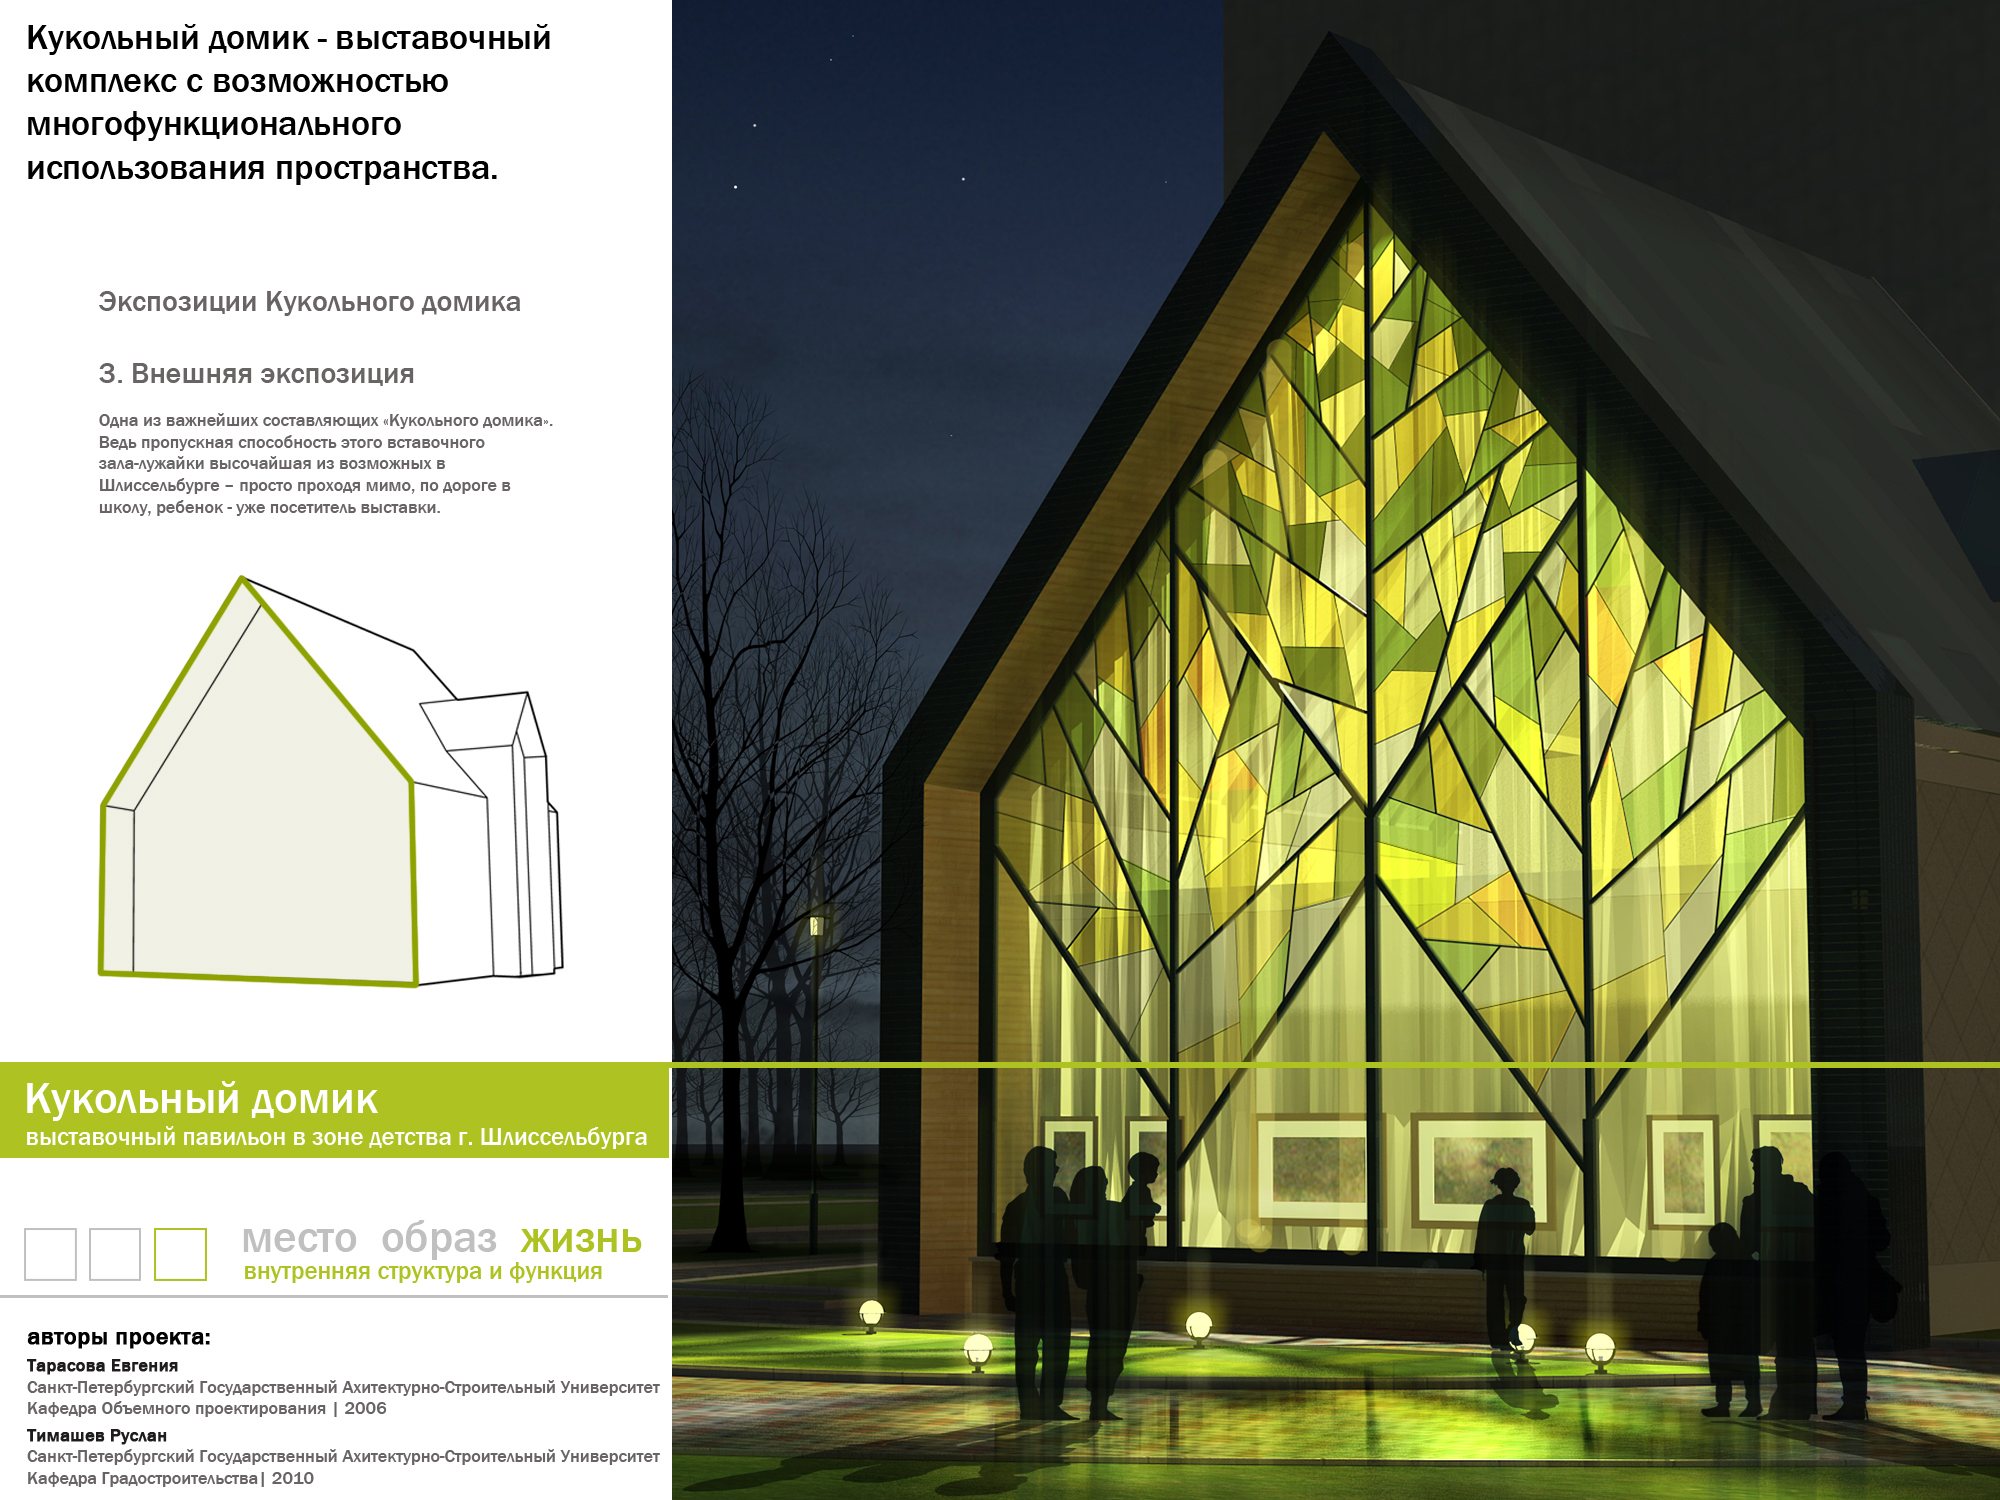 Кукольный домик - выставочный
комплекс с возможностью
многофункционального
использования пространства.
Экспозиции Кукольного домика
3. Внешняя экспозиция
Одна из важнейших составляющих «Кукольного домика».
Ведь пропускная способность этого вставочного
зала-лужайки высочайшая из возможных в
Шлиссельбурге – просто проходя мимо, по дороге в
школу, ребенок - уже посетитель выставки.
Кукольный домик
выставочный павильон в зоне детства г. Шлиссельбурга
место образ жизнь
внутренняя структура и функция
авторы проекта:
Тарасова Евгения
Санкт-Петербургский Государственный Ахитектурно-Строительный Университет
Кафедра Объемного проектирования | 2006
Тимашев Руслан
Санкт-Петербургский Государственный Ахитектурно-Строительный Университет
Кафедра Градостроительства| 2010